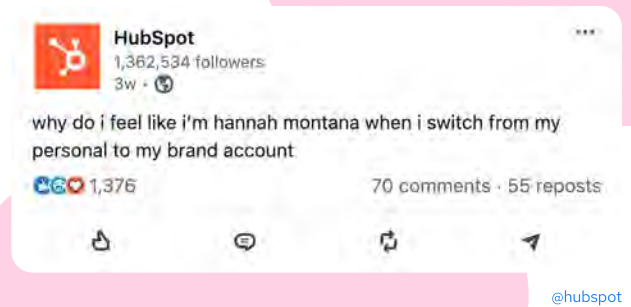 HubSpot
1,362,534 followers
3w ·
why do i feel like i'm hannah montana when i switch from my
personal to my brand account
1,376
70 comments · 55 reposts
@hubspot